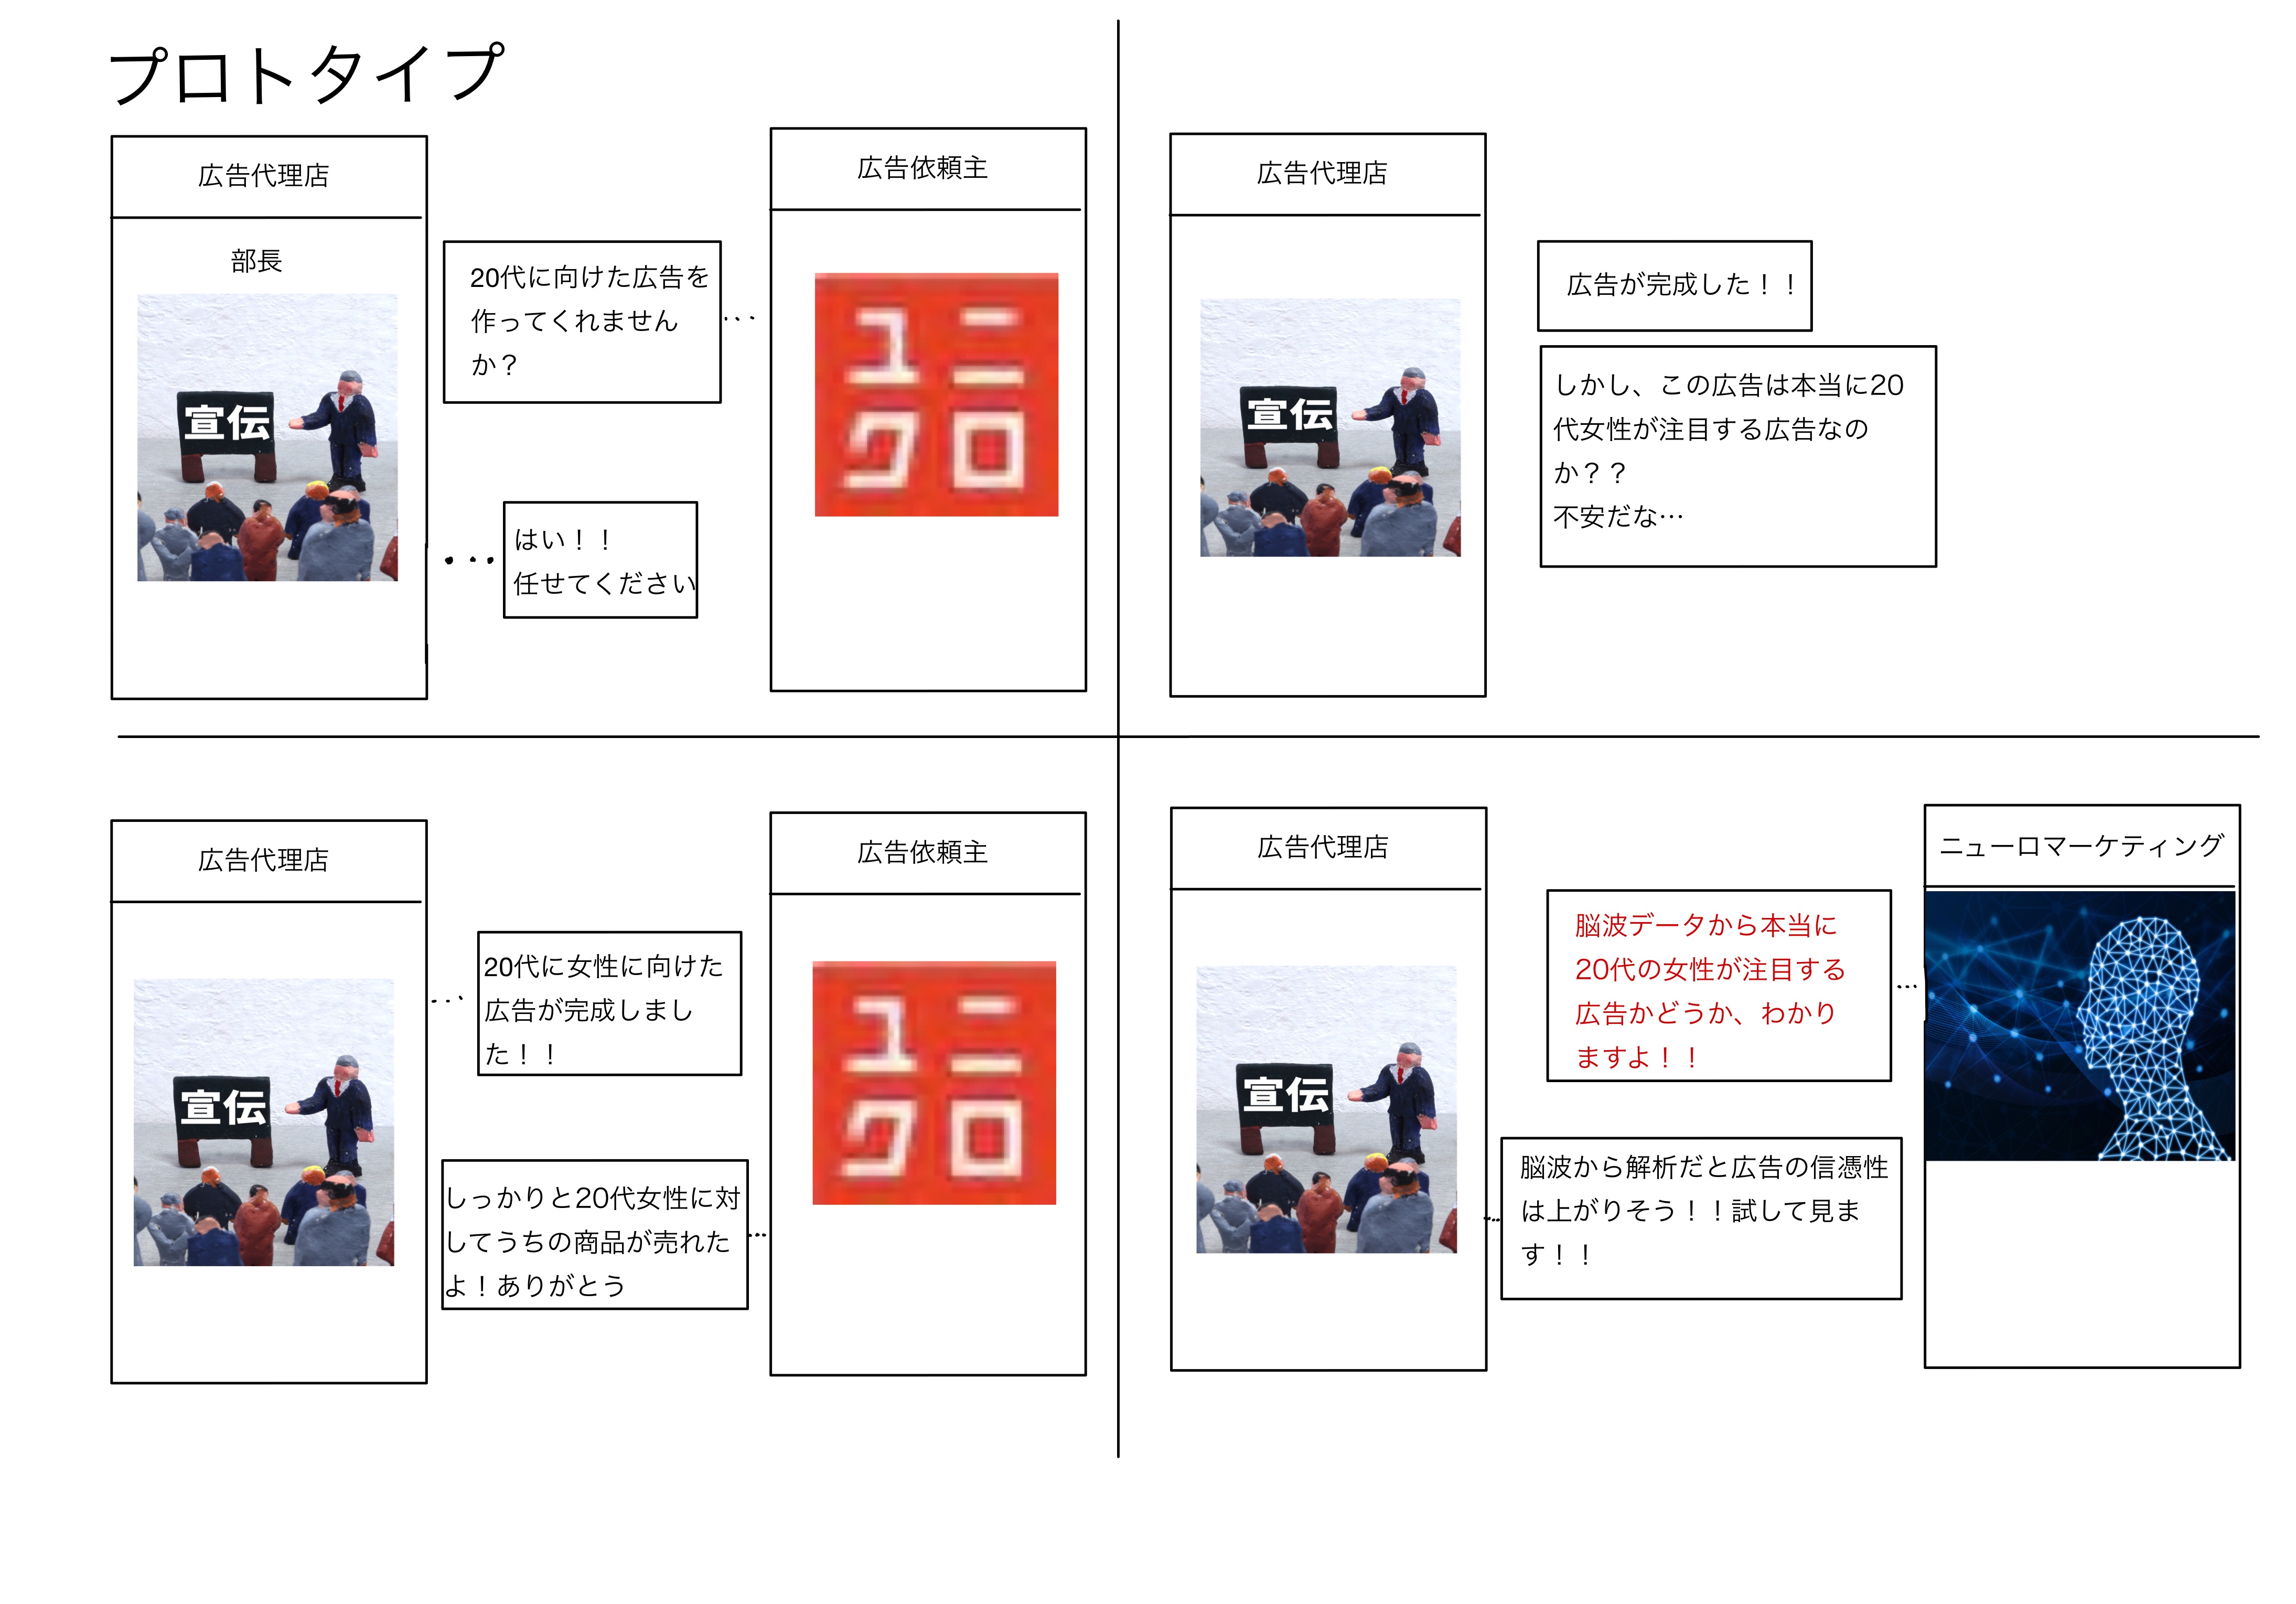 プロトタイプ
広告代理店
部長
宣伝
20代に向けた広告を
作ってくれません
か？
はい！！
任せてください
広告依頼主
ユニ
クロ
広告代理店
宣伝
広告が完成した！！
しかし、この広告は本当に20
代女性が注目する広告なの
か？？
不安だな…
広告代理店
宣伝
20代に女性に向けた
広告が完成しまし
た！！
しっかりと20代女性に対
してうちの商品が売れた
よ！ありがとう
広告依頼主
ユニ
クロ
広告代理店
宣伝
脳波データから本当に
20代の女性が注目する
広告かどうか、わかり
ますよ！！
脳波から解析だと広告の信憑性
は上がりそう！！試して見ま
す！！
ニューロマーケティング